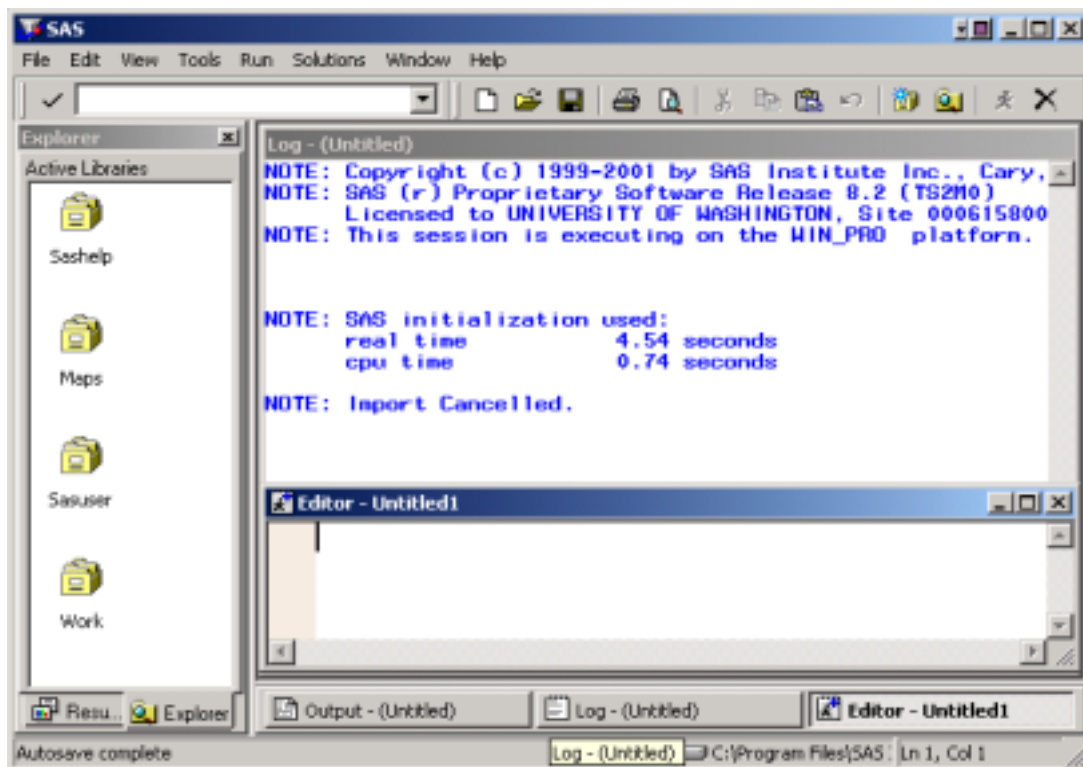 SAS
File Edit View Tools Run Solutions Window Help
Explorer
Active Libraries
Sashelp
Maps
Sasuser
Work
Log - (Untitled)
NOTE: Copyright (c) 1999-2001 by SAS Institute Inc., Cary,
NOTE: SAS (r) Proprietary Software Release 8.2 (TS2M0)
Licensed to UNIVERSITY OF WASHINGTON, Site 000615800
NOTE: This session is executing on the WIN_PRO platform.
NOTE: SAS initialization used:
real time 4.54 seconds
cpu time 0.74 seconds
NOTE: Import Cancelled.
Editor - Untitled1
Resu... Explorer
Output - (Untitled) Log - (Untitled) Editor - Untitled1
Autosave complete Log - (Untitled) C:\Program Files\SAS Ln 1, Col 1